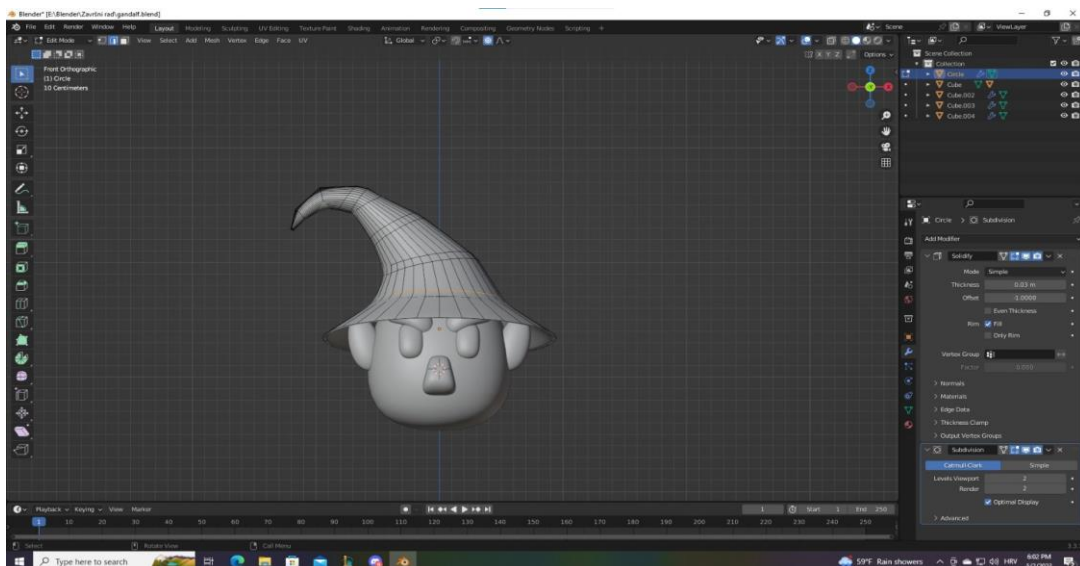 Blender* [E:\Blender\Zavrsni rad\gandalf.blend]
File Edit Render Window Help Layout Modeling Sculpting UV Editing Texture Paint Shading Animation Rendering Compositing Geometry Nodes Scripting + Scene ViewLayer
Edit Mode View Select Add Mesh Vertex Edge Face UV Global
X Y Z Options
Front Orthographic
(1) Circle
10 Centimeters
Scene Collection
Collection
Circle
Cube
Cube.002
Cube.003
Cube.004
Circle > Subdivision
Add Modifier
Solidify
Mode Simple
Thickness 0.03 m
Offset -1.0000
Even Thickness
Rim Fill
Only Rim
Vertex Group
Factor 0.000
> Normals
> Materials
> Edge Data
> Thickness Clamp
> Output Vertex Groups
Subdivision
Catmull-Clark Simple
Levels Viewport 2
Render 2
Optimal Display
> Advanced
Playback Keying View Marker 1 Start 1 End 250
1 10 20 30 40 50 60 70 80 90 100 110 120 130 140 150 160 170 180 190 200 210 220 230 240 250
Select Rotate View Call Menu
Type here to search 59°F Rain showers HRV 6:02 PM